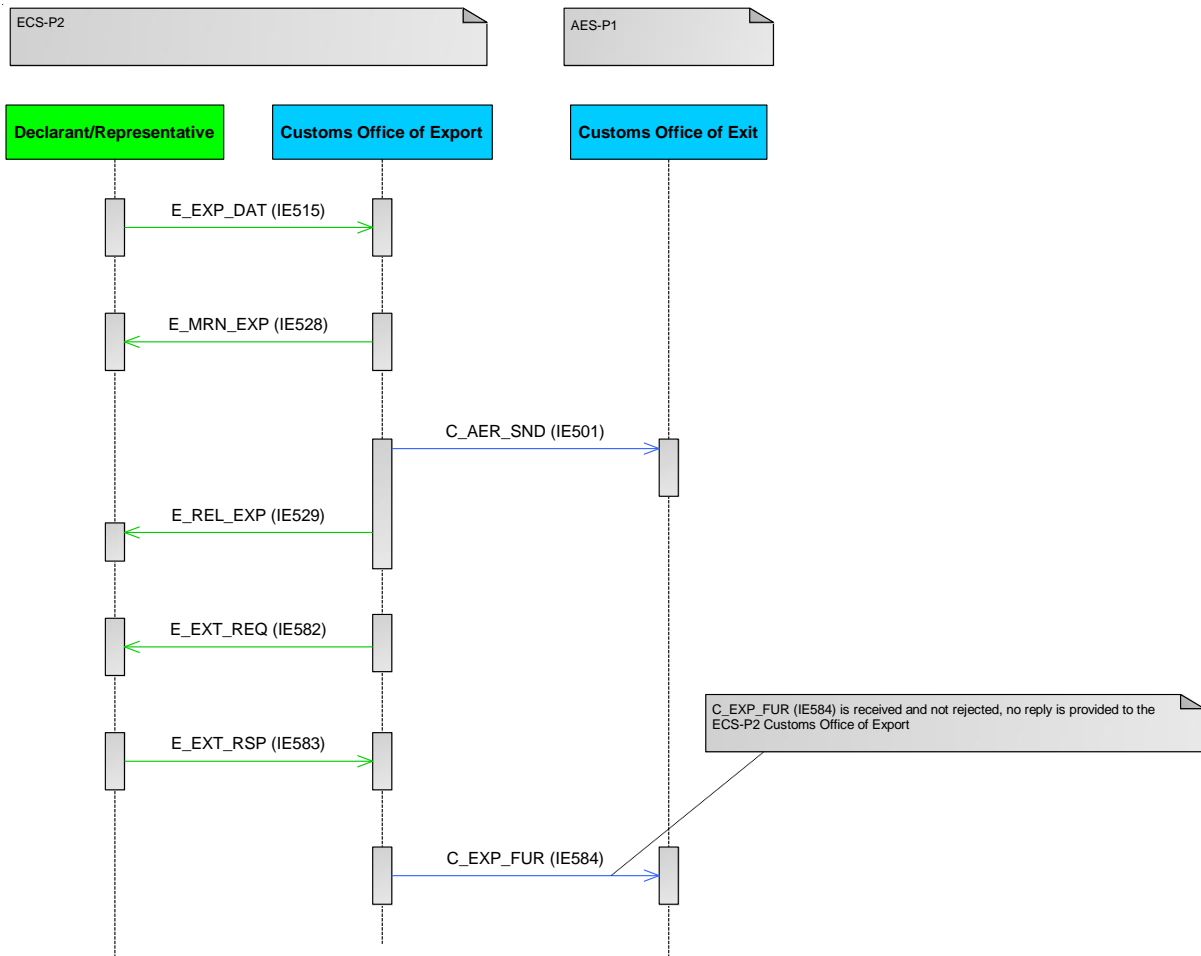 ECS-P2
AES-P1
Declarant/Representative
Customs Office of Export
Customs Office of Exit
E_EXP_DAT (IE515)
E_MRN_EXP (IE528)
C_AER_SND (IE501)
E_REL_EXP (IE529)
E_EXT_REQ (IE582)
C_EXP_FUR (IE584) is received and not rejected, no reply is provided to the
ECS-P2 Customs Office of Export
E_EXT_RSP (IE583)
C_EXP_FUR (IE584)